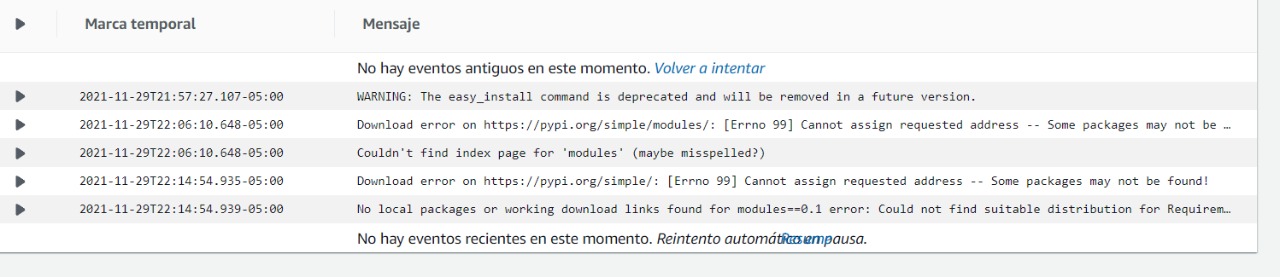 Marca temporal Mensaje
No hay eventos antiguos en este momento. Volver a intentar
2021-11-29T21:57:27.107-05:00 WARNING: The easy_install command is deprecated and will be removed in a future version.
2021-11-29T22:06:10.648-05:00 Download error on https://pypi.org/simple/modules/: [Errno 99] Cannot assign requested address -- Some packages may not be …
2021-11-29T22:06:10.648-05:00 Couldn't find index page for 'modules' (maybe misspelled?)
2021-11-29T22:14:54.935-05:00 Download error on https://pypi.org/simple/: [Errno 99] Cannot assign requested address -- Some packages may not be found!
2021-11-29T22:14:54.939-05:00 No local packages or working download links found for modules==0.1 error: Could not find suitable distribution for Requirem…
No hay eventos recientes en este momento. Reintento automático en pausa. Resume